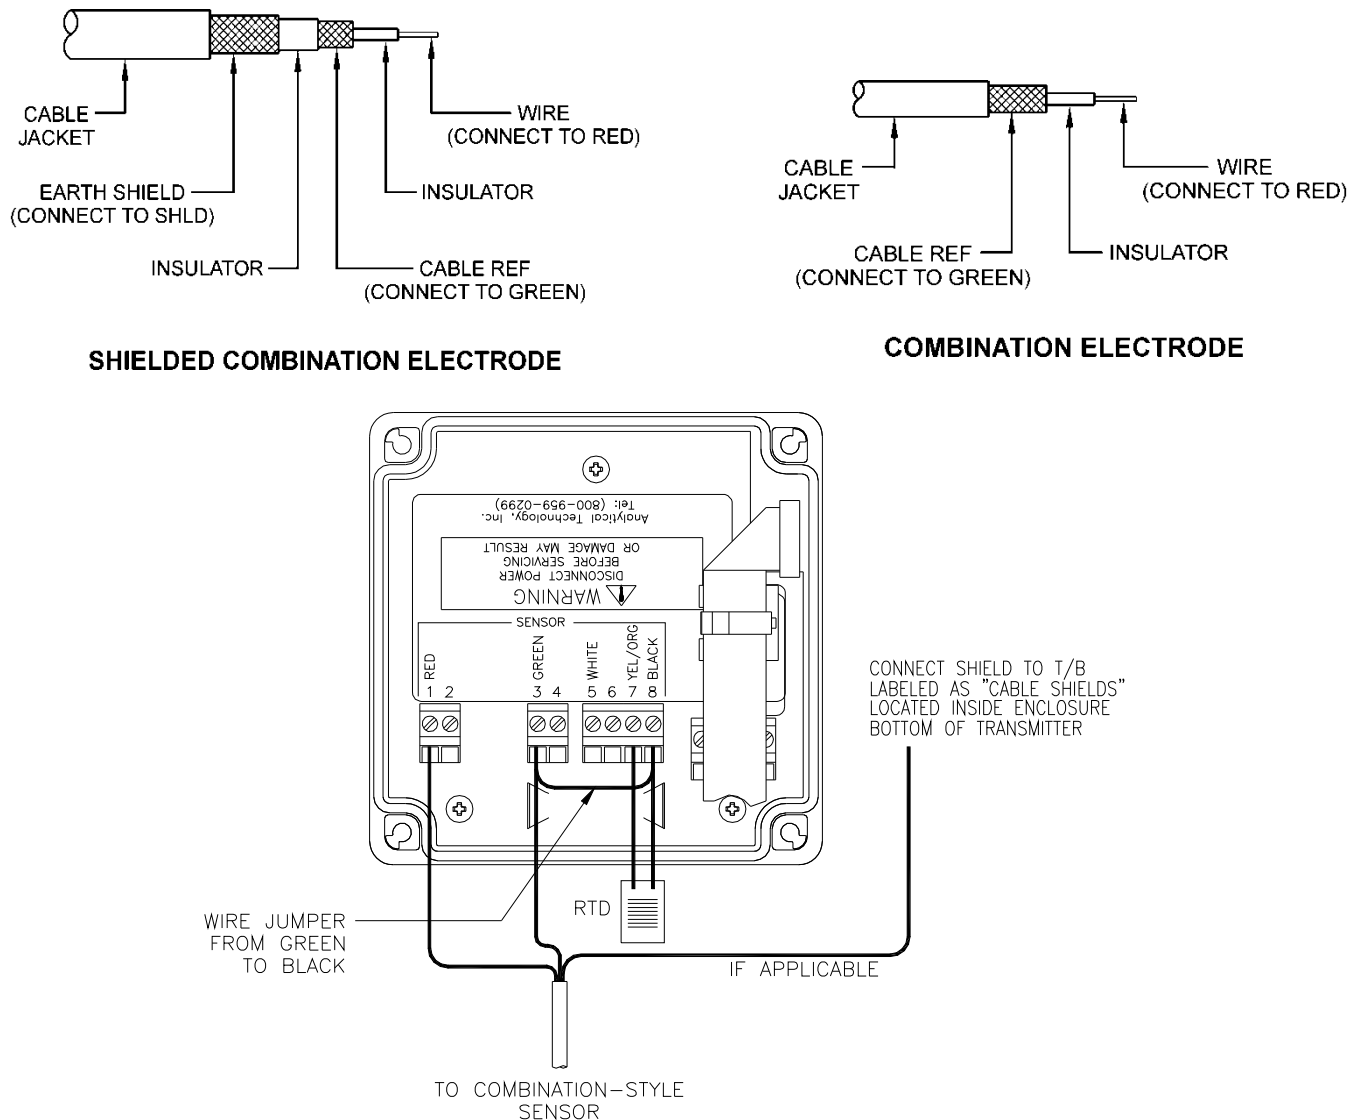 CABLE
JACKET
WIRE
(CONNECT TO RED)
EARTH SHIELD
(CONNECT TO SHLD)
INSULATOR
INSULATOR
CABLE REF
(CONNECT TO GREEN)
SHIELDED COMBINATION ELECTRODE
CABLE
JACKET
WIRE
(CONNECT TO RED)
CABLE REF
(CONNECT TO GREEN)
INSULATOR
COMBINATION ELECTRODE
Analytical Technology, Inc.
Tel: (800-959-0299)
WARNING
DISCONNECT POWER
BEFORE SERVICING
OR DAMAGE MAY RESULT
SENSOR
RED
GREEN
WHITE
YEL/ORG
BLACK
1 2 3 4 5 6 7 8
CONNECT SHIELD TO T/B
LABELED AS "CABLE SHIELDS"
LOCATED INSIDE ENCLOSURE
BOTTOM OF TRANSMITTER
RTD
WIRE JUMPER
FROM GREEN
TO BLACK
IF APPLICABLE
TO COMBINATION-STYLE
SENSOR